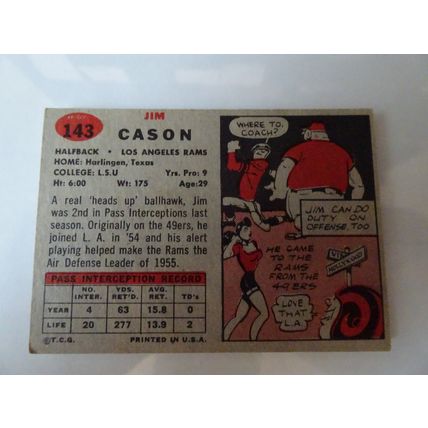 143
JIM
CASON
HALFBACK • LOS ANGELES RAMS
HOME: Harlingen, Texas
COLLEGE: L.S.U Yrs. Pro: 9
Ht: 6:00 Wt: 175 Age: 29
A real 'heads up' ballhawk, Jim
was 2nd in Pass Interceptions last
season. Originally on the 49ers, he
joined L. A. in '54 and his alert
playing helped to make the Rams the
Air Defense Leader of 1955.
PASS INTERCEPTION RECORD
NO. INTER. YDS. RET'D. AVG. RET. TD's
YEAR 4 63 15.8 0
LIFE 20 277 13.9 2
©T.C.G. PRINTED IN U.S.A.
WHERE TO,
COACH?
JIM CAN DO
DUTY ON
OFFENSE, TOO
HE CAME
TO THE
RAMS
FROM THE
49ERS
HOLLYWOOD
LOVE
THAT
L.A.